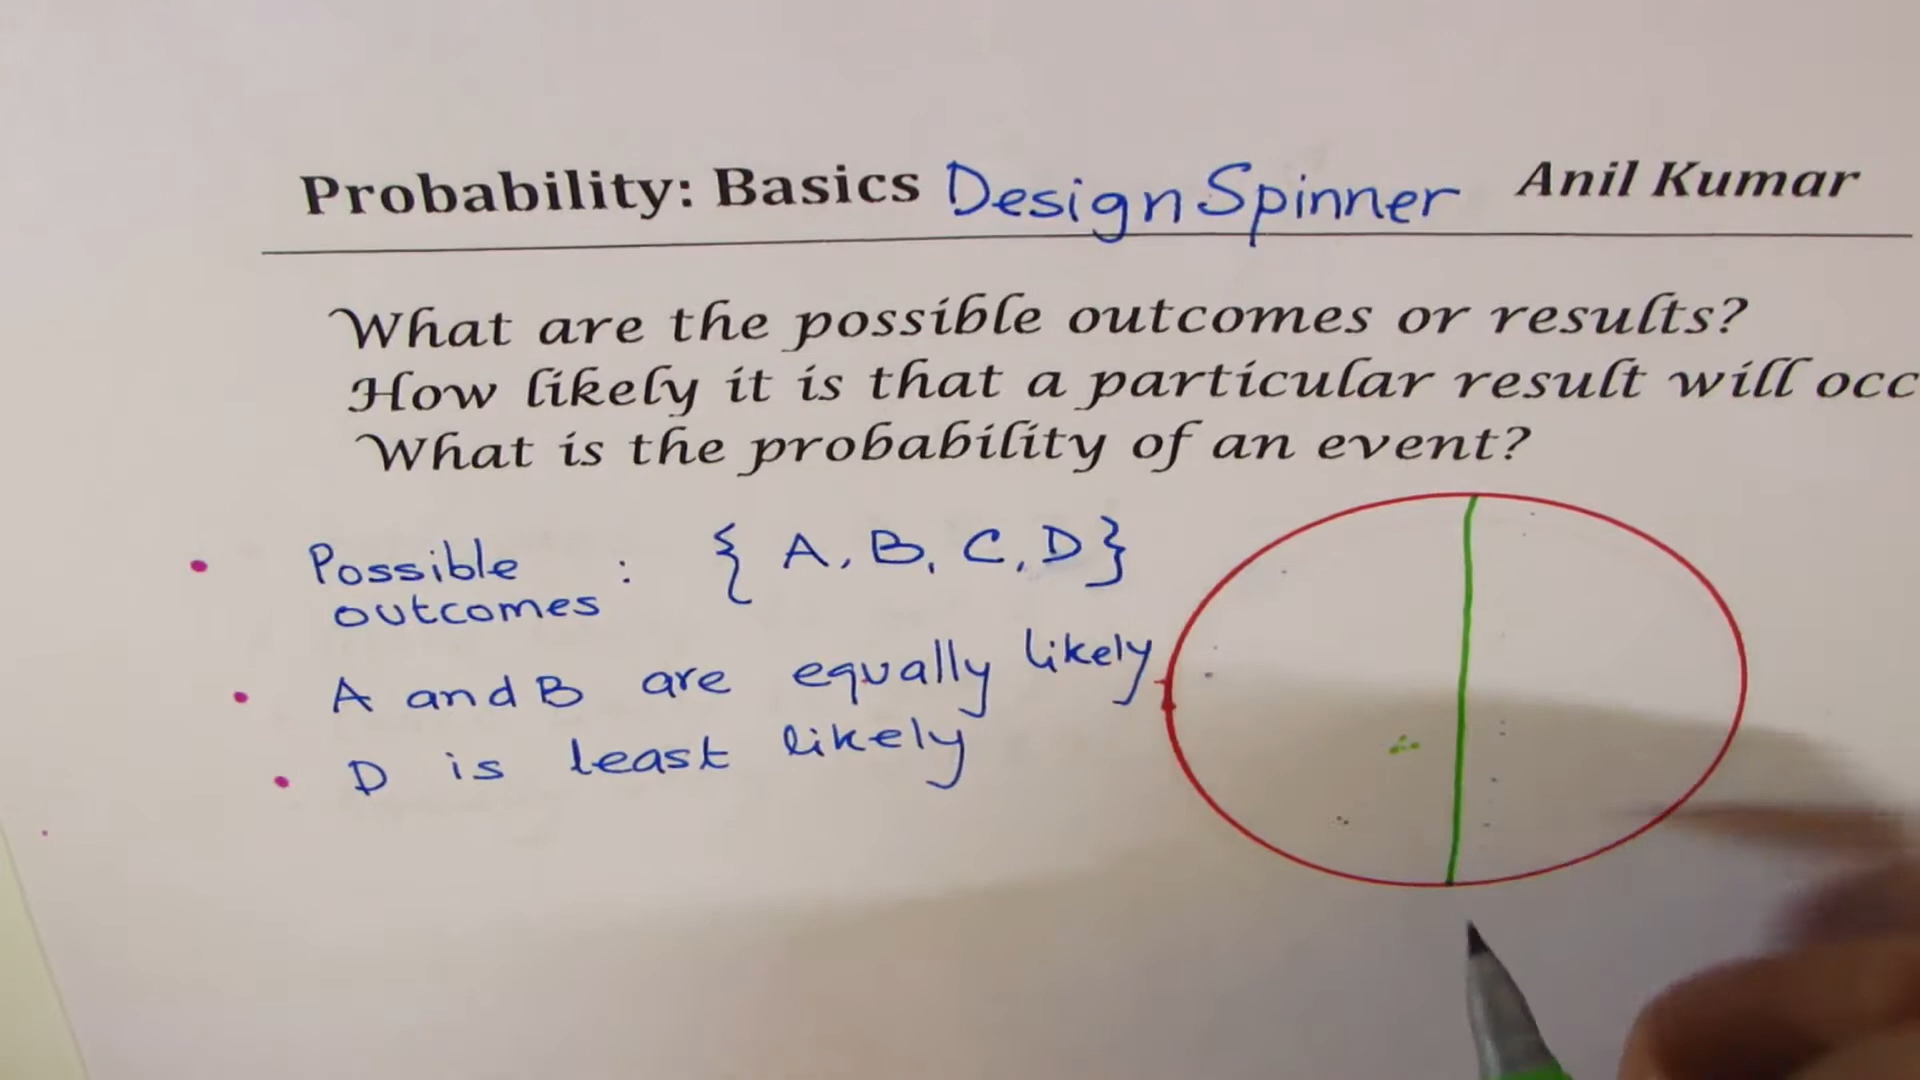 Probability: Basics Design Spinner Anil Kumar
What are the possible outcomes or results?
How likely it is that a particular result will occ
What is the probability of an event?
• Possible outcomes : { A, B, C, D }
• A and B are equally likely
• D is least likely